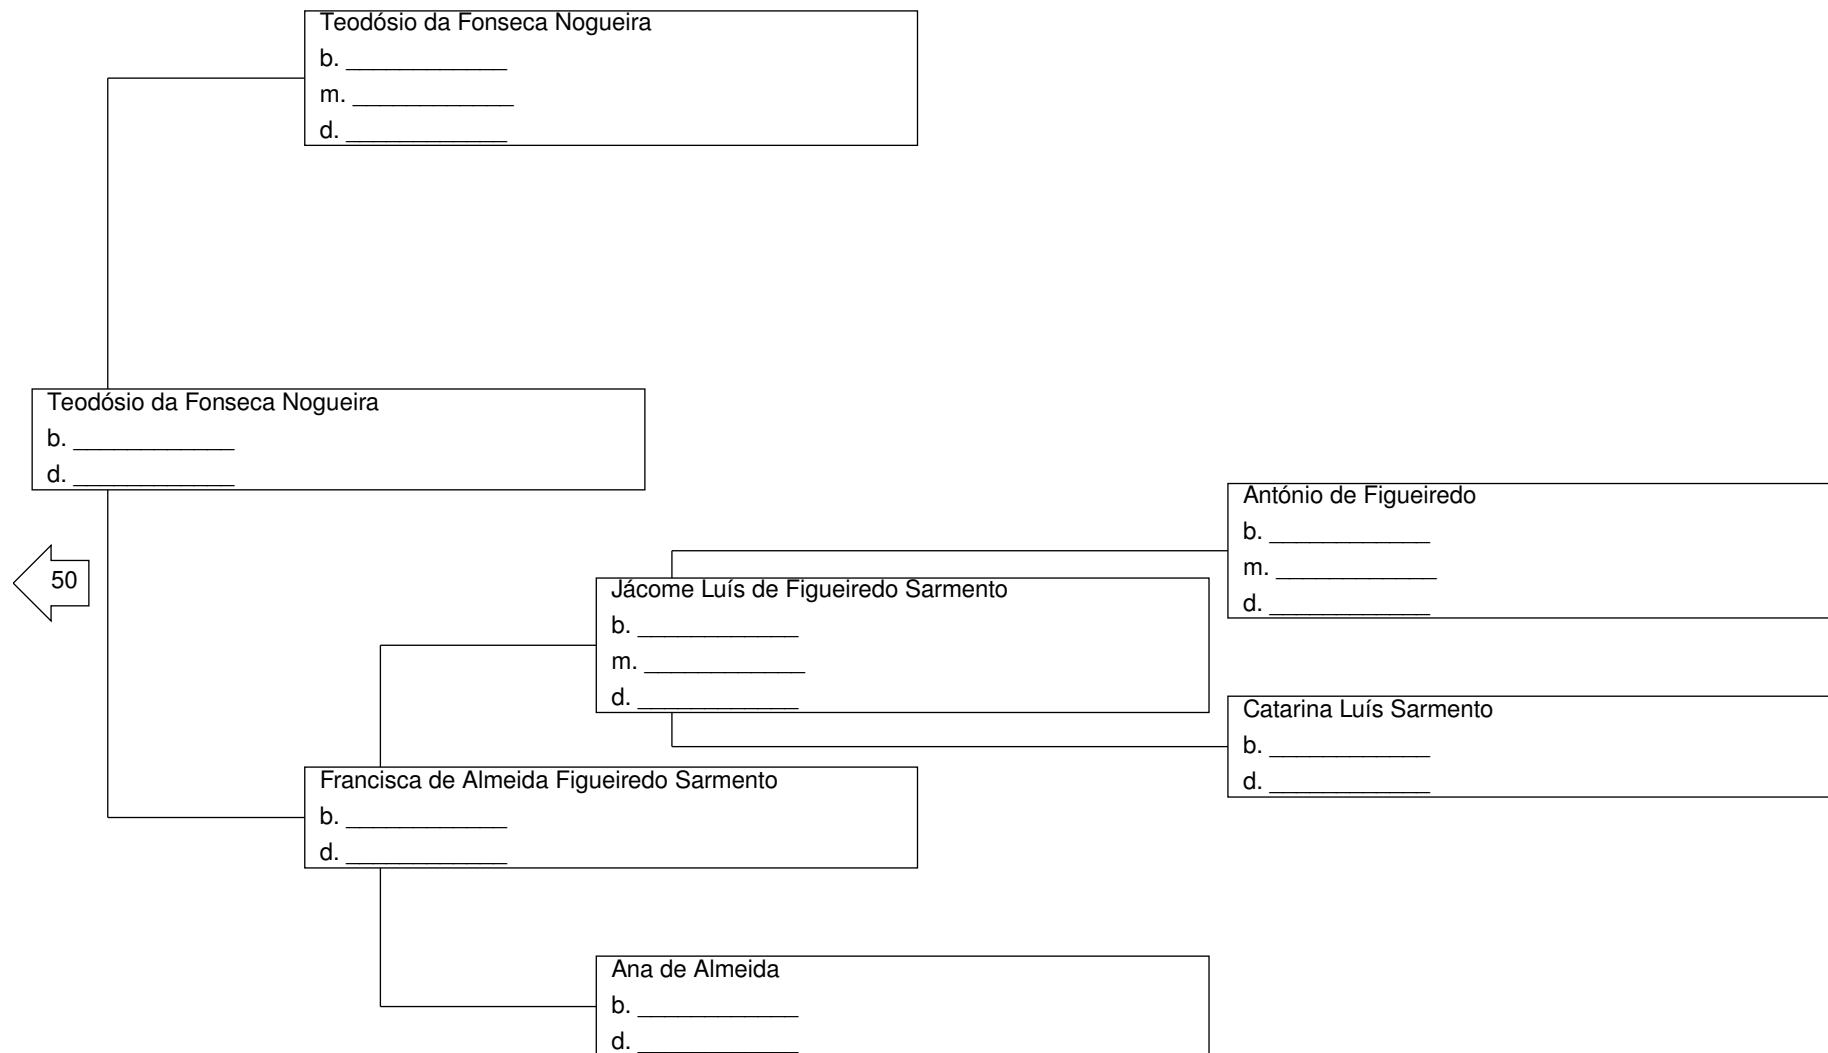 Teodósio da Fonseca Nogueira
b. ____________
m. ____________
d. ____________
Teodósio da Fonseca Nogueira
b. ____________
d. ____________
50
António de Figueiredo
b. ____________
m. ____________
d. ____________
Jácome Luís de Figueiredo Sarmento
b. ____________
m. ____________
d. ____________
Catarina Luís Sarmento
b. ____________
d. ____________
Francisca de Almeida Figueiredo Sarmento
b. ____________
d. ____________
Ana de Almeida
b. ____________
d. ____________